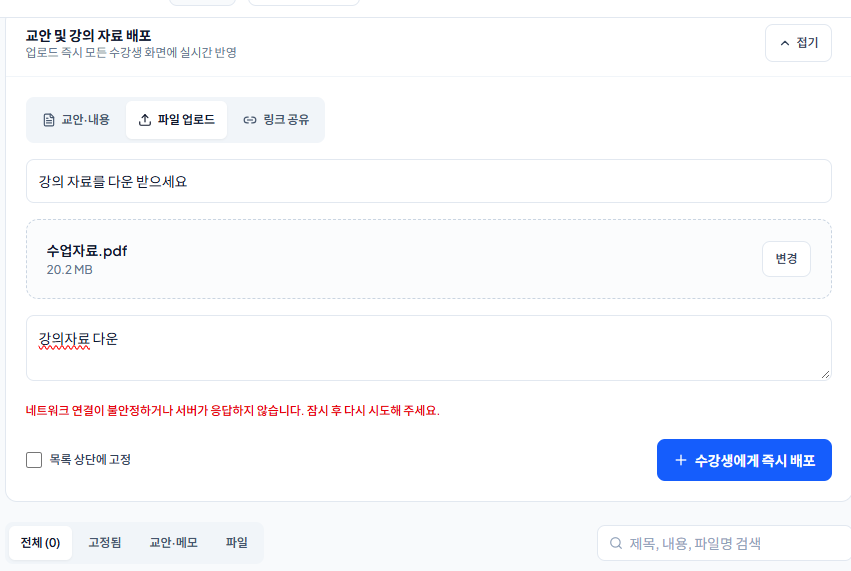 교안 및 강의 자료 배포
업로드 즉시 모든 수강생 화면에 실시간 반영
접기
교안·내용
파일 업로드
링크 공유
강의 자료를 다운 받으세요
수업자료.pdf
20.2 MB
변경
강의자료 다운
네트워크 연결이 불안정하거나 서버가 응답하지 않습니다. 잠시 후 다시 시도해 주세요.
목록 상단에 고정
+ 수강생에게 즉시 배포
전체 (0)
고정됨
교안·메모
파일
제목, 내용, 파일명 검색